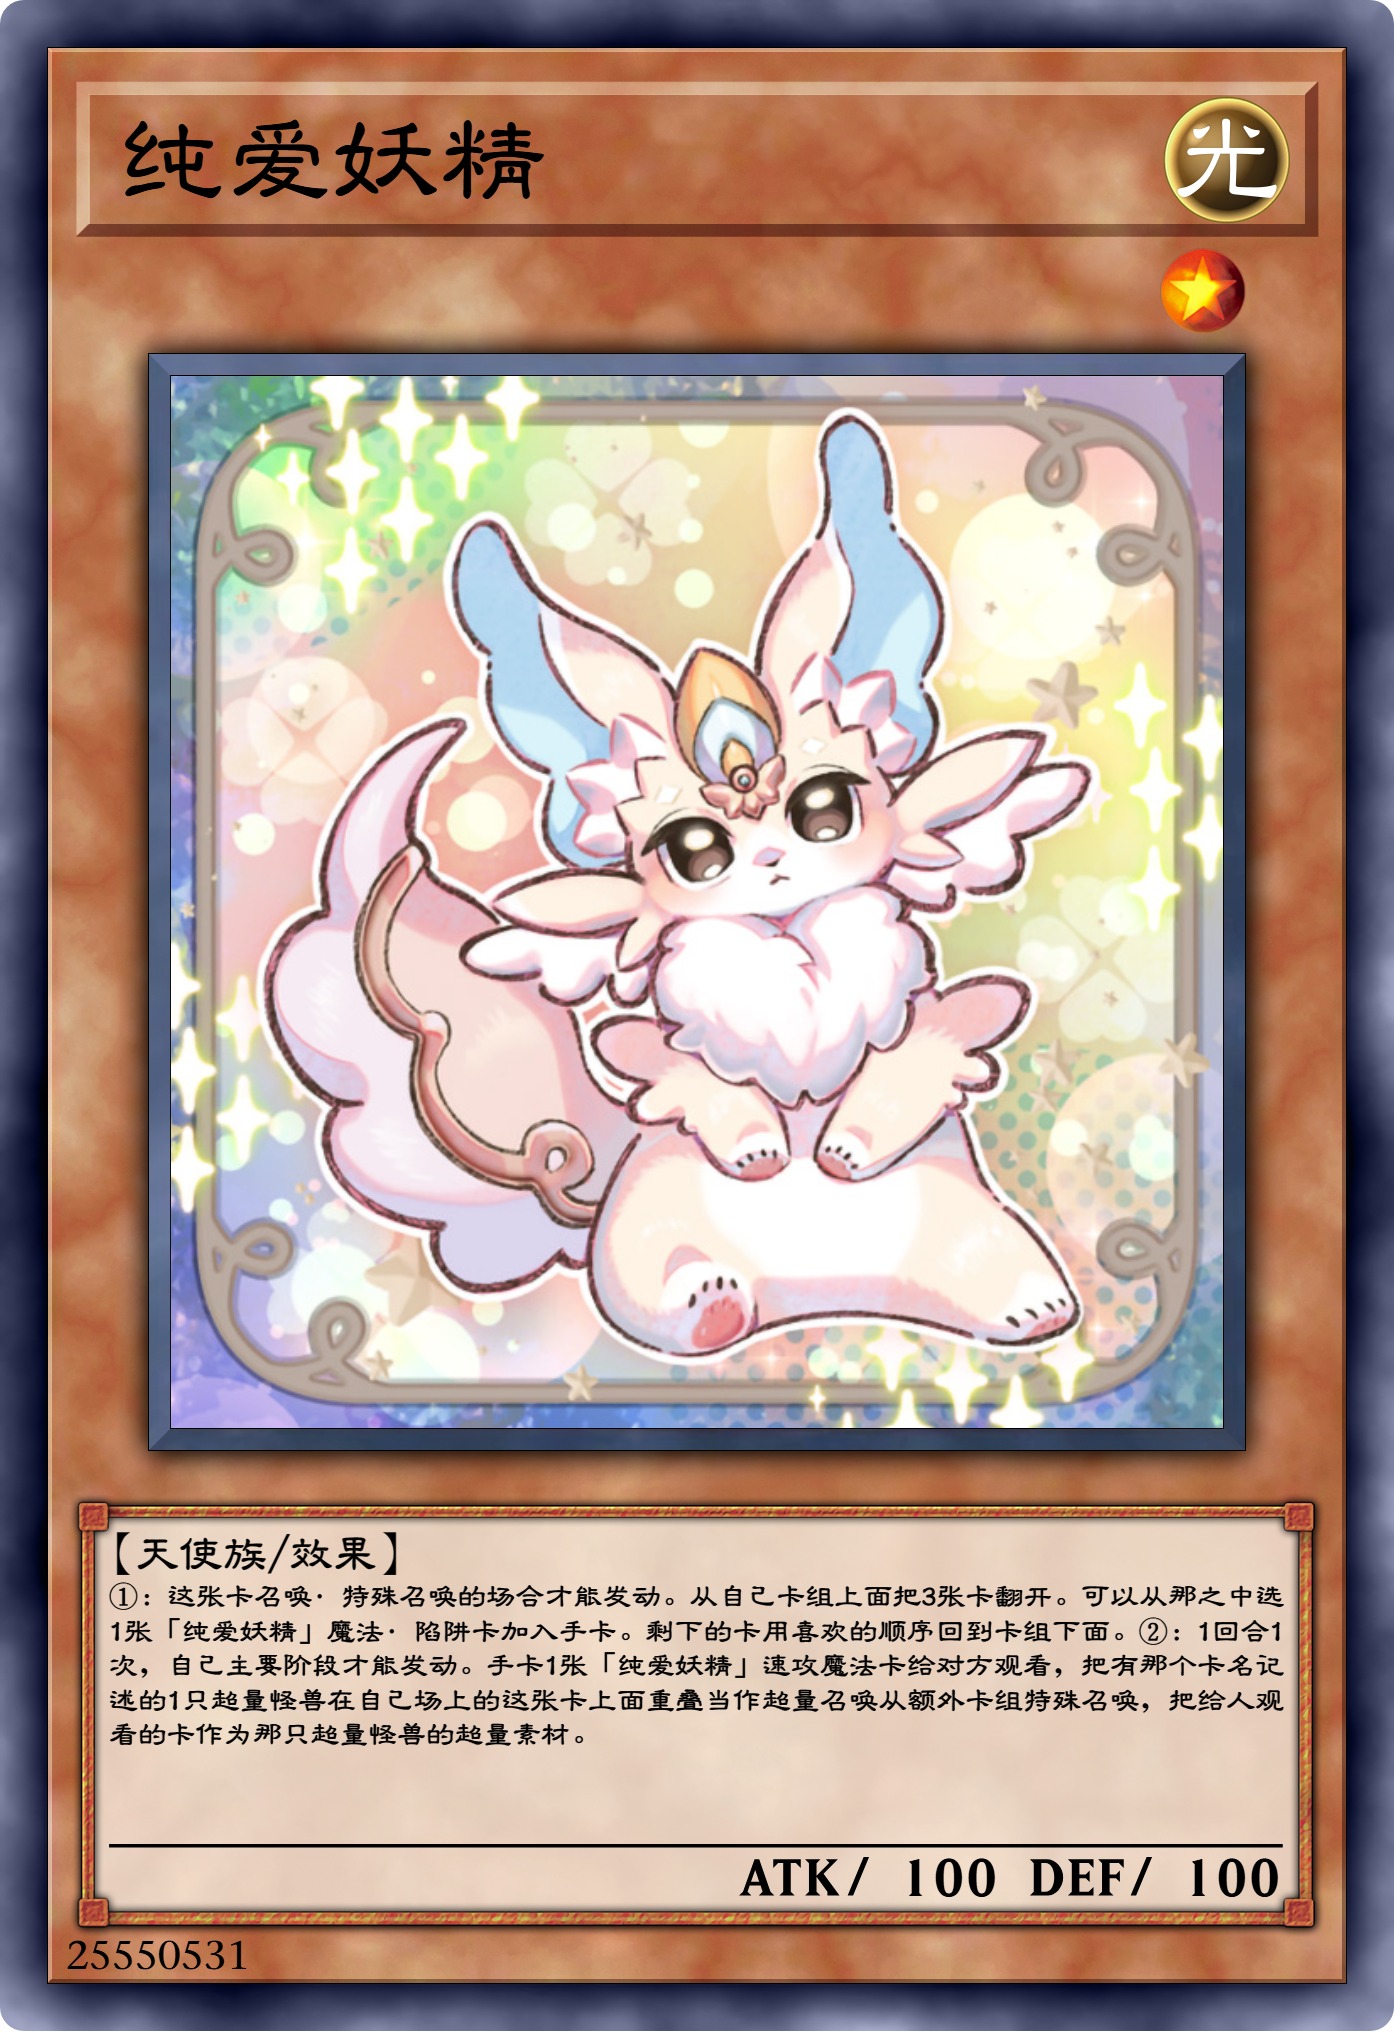 纯爱妖精
光
【天使族/效果】
①：这张卡召唤·特殊召唤的场合才能发动。从自己卡组上面把3张卡翻开。可以从那之中选
1张「纯爱妖精」魔法·陷阱卡加入手卡。剩下的卡用喜欢的顺序回到卡组下面。②：1回合1
次，自己主要阶段才能发动。手卡1张「纯爱妖精」速攻魔法卡给对方观看，把有那个卡名记
述的1只超量怪兽在自己场上的这张卡上面重叠当作超量召唤从额外卡组特殊召唤，把给人观
看的卡作为那只超量怪兽的超量素材。
ATK/ 100 DEF/ 100
25550531